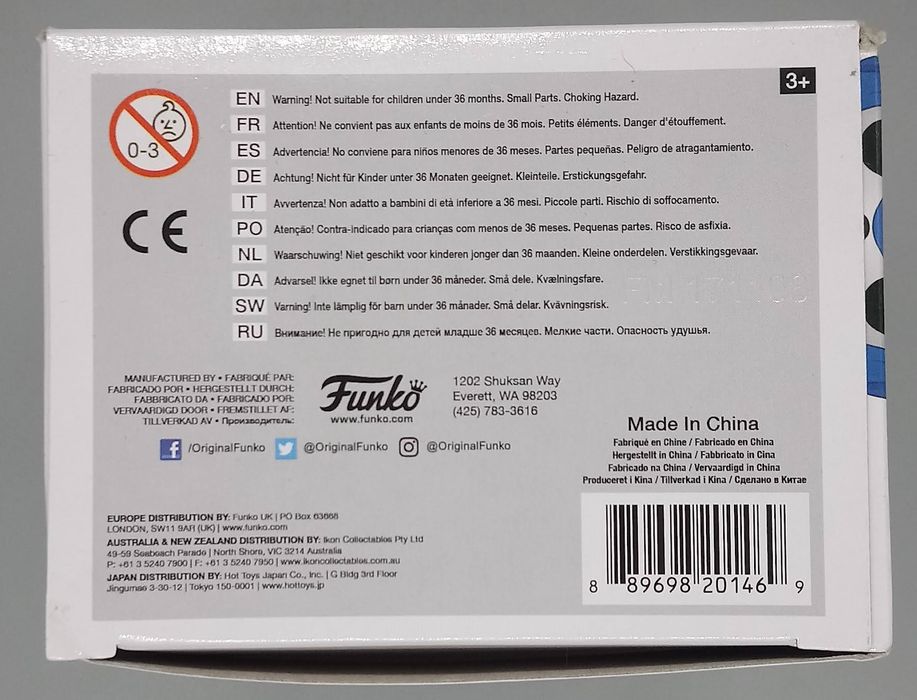 3+
0-3
EN Warning! Not suitable for children under 36 months. Small Parts. Choking Hazard.
FR Attention! Ne convient pas aux enfants de moins de 36 mois. Petits éléments. Danger d'étouffement.
ES Advertencia! No conviene para niños menores de 36 meses. Partes pequeñas. Peligro de atragantamiento.
DE Achtung! Nicht für Kinder unter 36 Monaten geeignet. Kleinteile. Erstickungsgefahr.
IT Avvertenza! Non adatto a bambini di età inferiore a 36 mesi. Piccole parti. Rischio di soffocamento.
PO Atenção! Contra-indicado para crianças com menos de 36 meses. Pequenas partes. Risco de asfixia.
NL Waarschuwing! Niet geschikt voor kinderen jonger dan 36 maanden. Kleine onderdelen. Verstikkingsgevaar.
DA Advarsel! Ikke egnet til børn under 36 måneder. Små dele. Kvælningsfare.
SW Varning! Inte lämplig för barn under 36 månader. Små delar. Kvävningsrisk.
RU Внимание! Не пригодно для детей младше 36 месяцев. Мелкие части. Опасность удушья.
CE
MANUFACTURED BY • FABRIQUÉ PAR:
FABRICADO POR • HERGESTELLT DURCH:
FABBRICATO DA • FABRICADO POR:
VERVAARDIGD DOOR • FREMSTILLET AF:
TILLVERKAD AV • Производитель:
Funko
www.funko.com
1202 Shuksan Way
Everett, WA 98203
(425) 783-3616
/OriginalFunko @OriginalFunko @OriginalFunko
Made In China
Fabriqué en Chine / Fabricado en China
Hergestellt in China / Fabbricato in Cina
Fabricado na China / Vervaardigd in China
Produceret i Kina / Tillverkad i Kina / Сделано в Китае
EUROPE DISTRIBUTION BY: Funko UK | PO Box 63668
LONDON, SW11 9AR (UK) | www.funko.com
AUSTRALIA & NEW ZEALAND DISTRIBUTION BY: Ikon Collectables Pty Ltd
49-59 Seabeach Parade | North Shore, VIC 3214 Australia
P: +61 3 5240 7900 | F: +61 3 5240 7950 | www.ikoncollectables.com.au
JAPAN DISTRIBUTION BY: Hot Toys Japan Co., Inc. | G Bldg 3rd Floor
Jingumae 3-30-12 | Tokyo 150-0001 | www.hottoys.jp
8 89698 20146 9